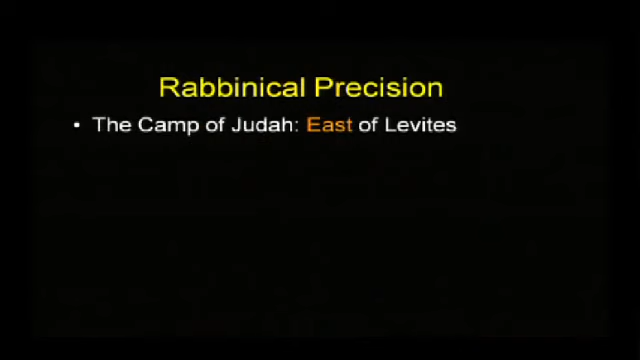 Rabbinical Precision
• The Camp of Judah: East of Levites